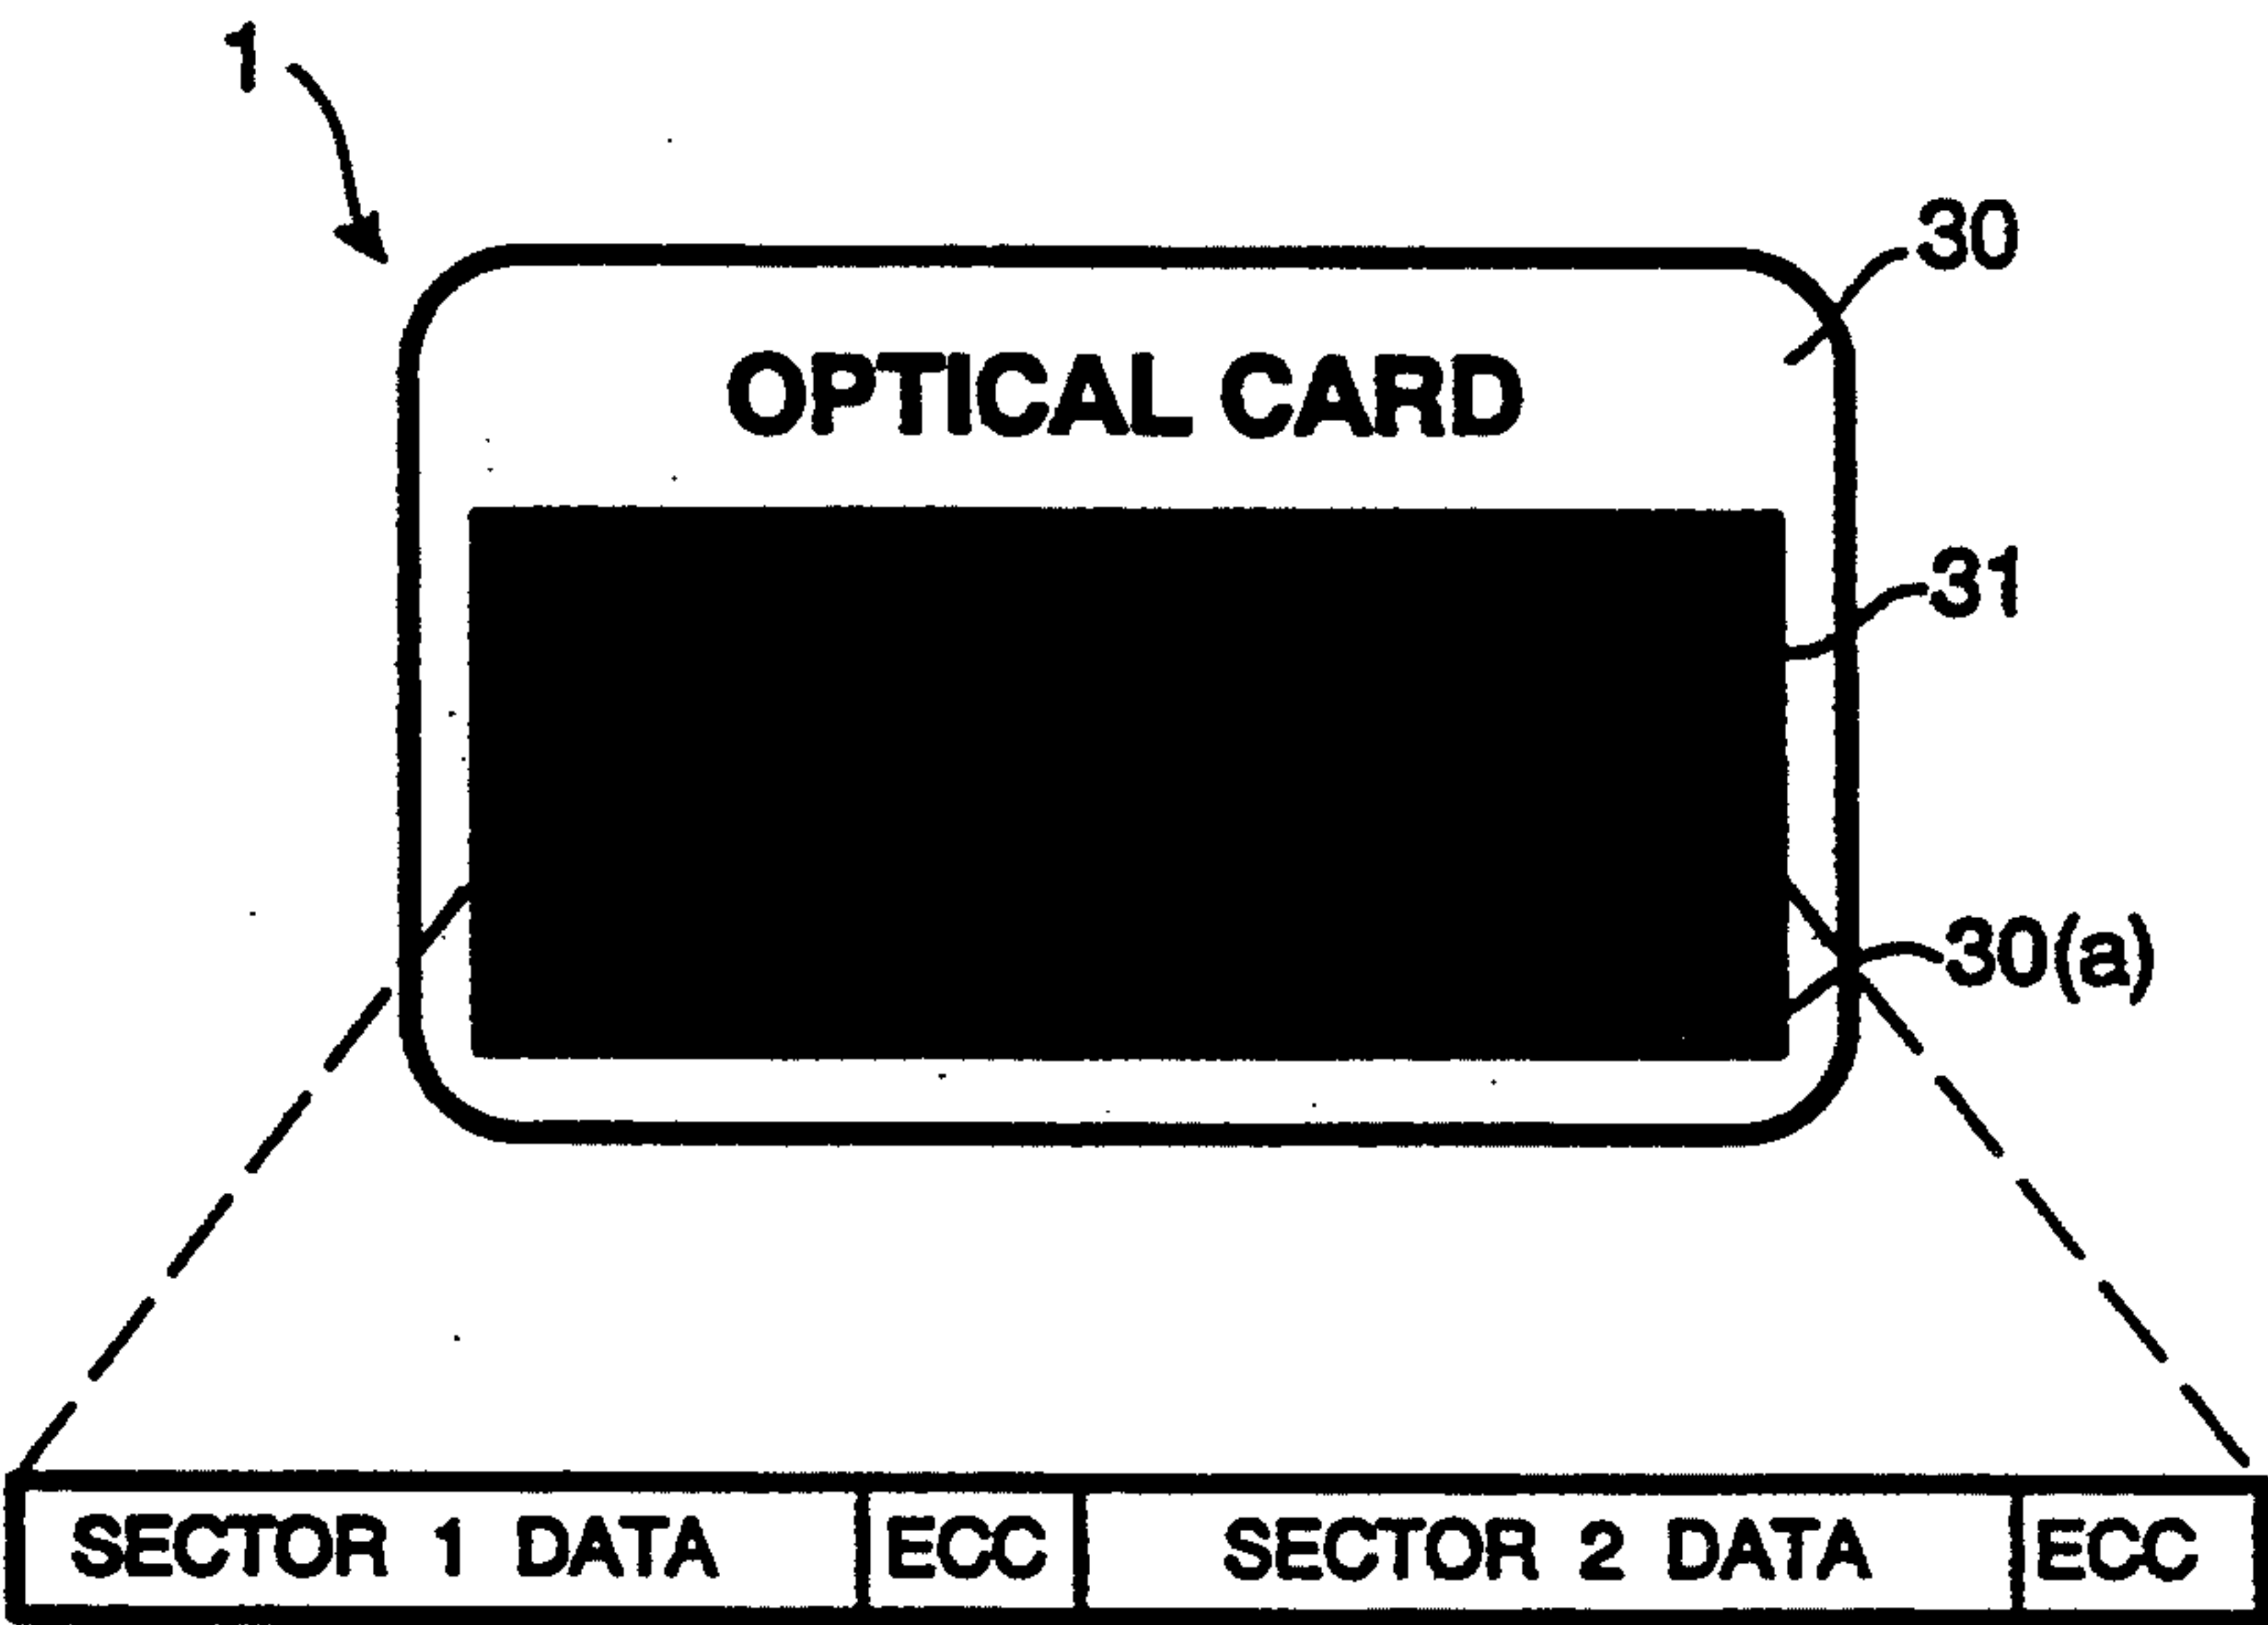 1
30
OPTICAL CARD
31
30(a)
SECTOR 1 DATA ECC SECTOR 2 DATA ECC